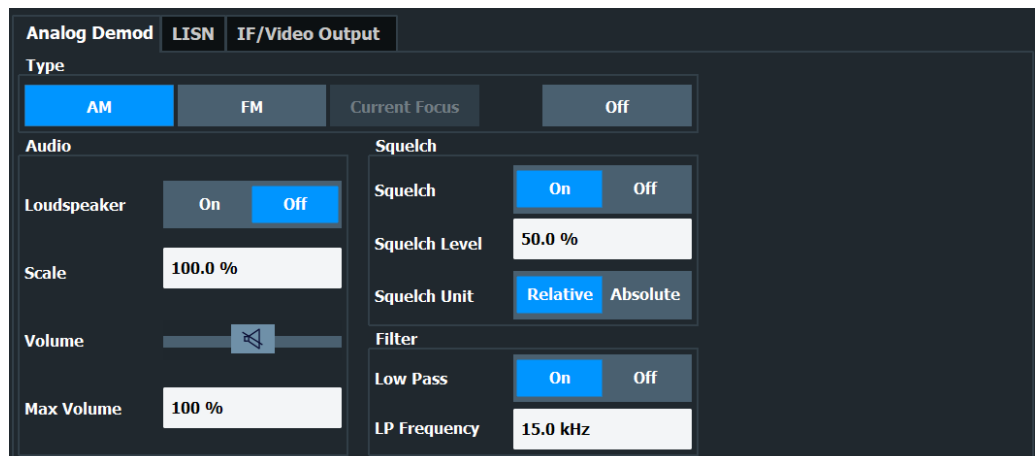 Analog Demod LISN IF/Video Output
Type
AM FM Current Focus Off
Audio
Loudspeaker On Off
Scale 100.0 %
Volume
Max Volume 100 %
Squelch
Squelch On Off
Squelch Level 50.0 %
Squelch Unit Relative Absolute
Filter
Low Pass On Off
LP Frequency 15.0 kHz